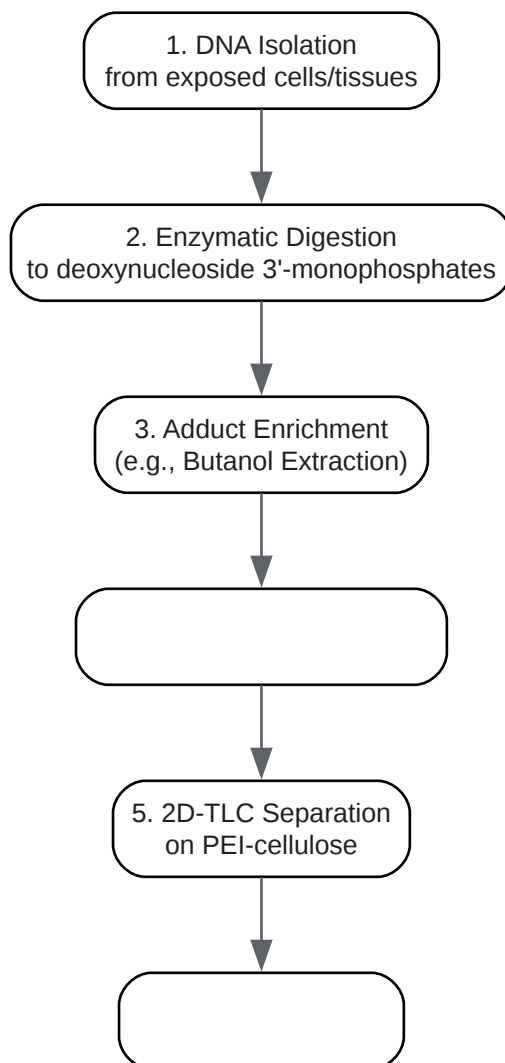 1. DNA Isolation
from exposed cells/tissues
2. Enzymatic Digestion
to deoxynucleoside 3'-monophosphates
3. Adduct Enrichment
(e.g., Butanol Extraction)
5. 2D-TLC Separation
on PEI-cellulose